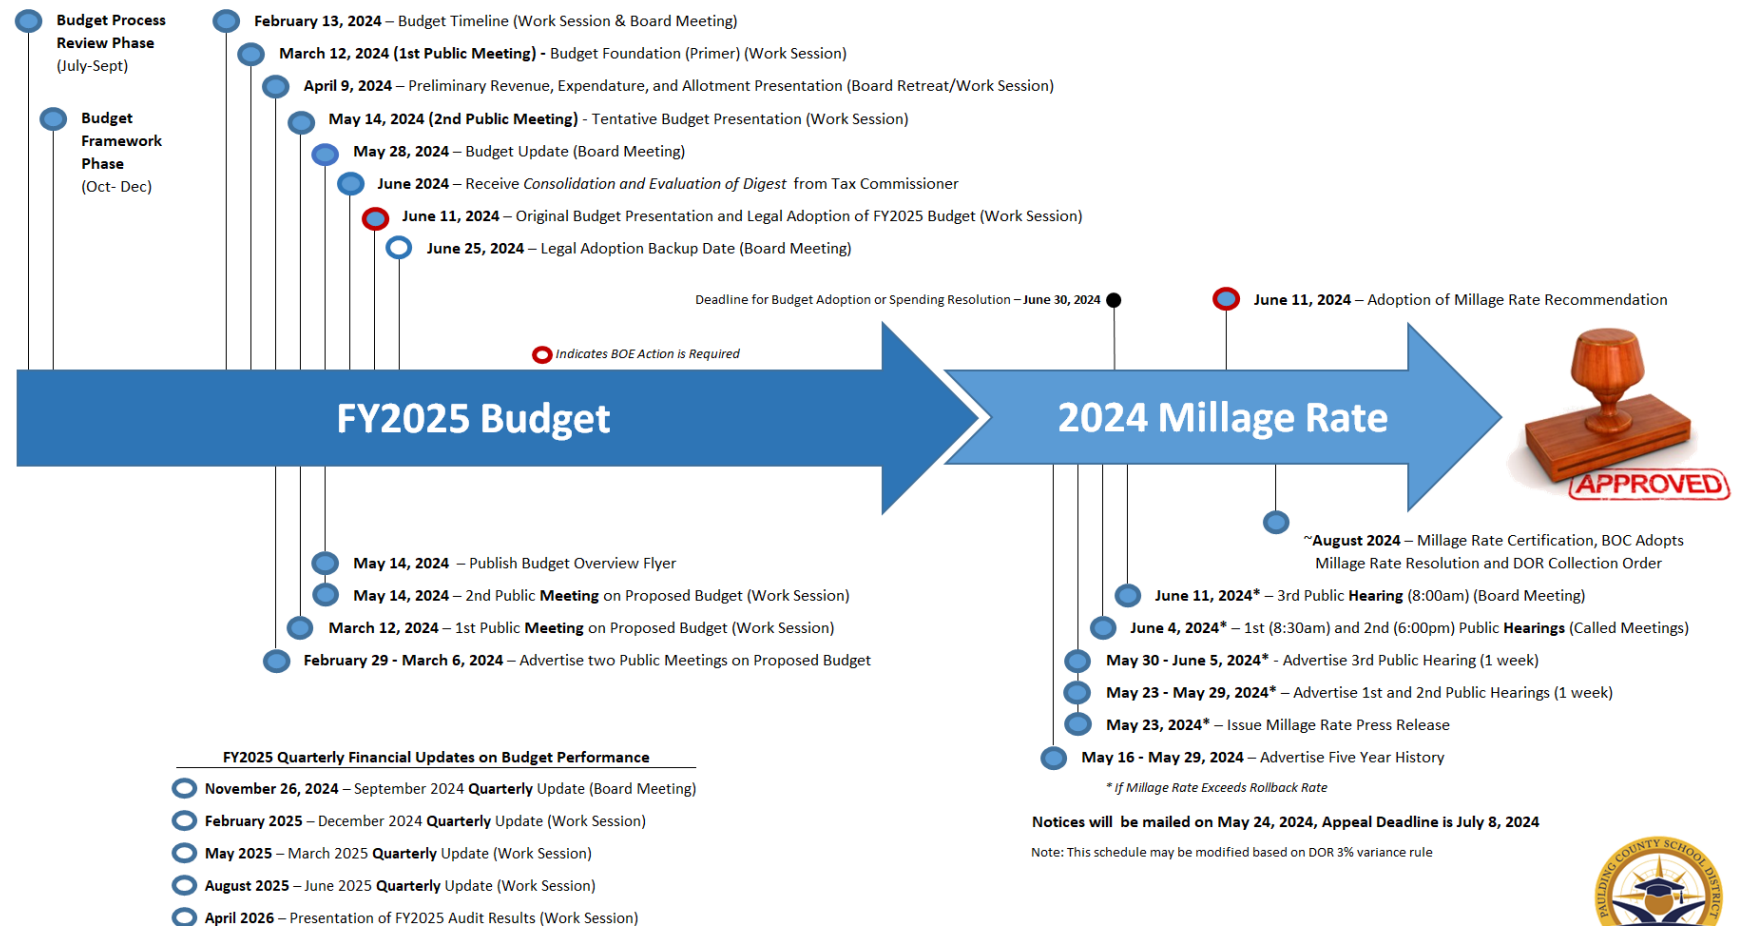 Budget Process
Review Phase
(July-Sept)
Budget
Framework
Phase
(Oct- Dec)
February 13, 2024 – Budget Timeline (Work Session & Board Meeting)
March 12, 2024 (1st Public Meeting) - Budget Foundation (Primer) (Work Session)
April 9, 2024 – Preliminary Revenue, Expenditure, and Allotment Presentation (Board Retreat/Work Session)
May 14, 2024 (2nd Public Meeting) - Tentative Budget Presentation (Work Session)
May 28, 2024 – Budget Update (Board Meeting)
June 2024 – Receive Consolidation and Evaluation of Digest from Tax Commissioner
June 11, 2024 – Original Budget Presentation and Legal Adoption of FY2025 Budget (Work Session)
June 25, 2024 – Legal Adoption Backup Date (Board Meeting)
Deadline for Budget Adoption or Spending Resolution – June 30, 2024
June 11, 2024 – Adoption of Millage Rate Recommendation
Indicates BOE Action is Required
FY2025 Budget
2024 Millage Rate
APPROVED
May 14, 2024 – Publish Budget Overview Flyer
May 14, 2024 – 2nd Public Meeting on Proposed Budget (Work Session)
March 12, 2024 – 1st Public Meeting on Proposed Budget (Work Session)
February 29 - March 6, 2024 – Advertise two Public Meetings on Proposed Budget
~August 2024 – Millage Rate Certification, BOC Adopts
Millage Rate Resolution and DOR Collection Order
June 11, 2024* – 3rd Public Hearing (8:00am) (Board Meeting)
June 4, 2024* – 1st (8:30am) and 2nd (6:00pm) Public Hearings (Called Meetings)
May 30 - June 5, 2024* - Advertise 3rd Public Hearing (1 week)
May 23 - May 29, 2024* – Advertise 1st and 2nd Public Hearings (1 week)
May 23, 2024* – Issue Millage Rate Press Release
May 16 - May 29, 2024 – Advertise Five Year History
* If Millage Rate Exceeds Rollback Rate
Notices will be mailed on May 24, 2024, Appeal Deadline is July 8, 2024
Note: This schedule may be modified based on DOR 3% variance rule
FY2025 Quarterly Financial Updates on Budget Performance
November 26, 2024 – September 2024 Quarterly Update (Board Meeting)
February 2025 – December 2024 Quarterly Update (Work Session)
May 2025 – March 2025 Quarterly Update (Work Session)
August 2025 – June 2025 Quarterly Update (Work Session)
April 2026 – Presentation of FY2025 Audit Results (Work Session)
PAULDING COUNTY SCHOOL DISTRICT